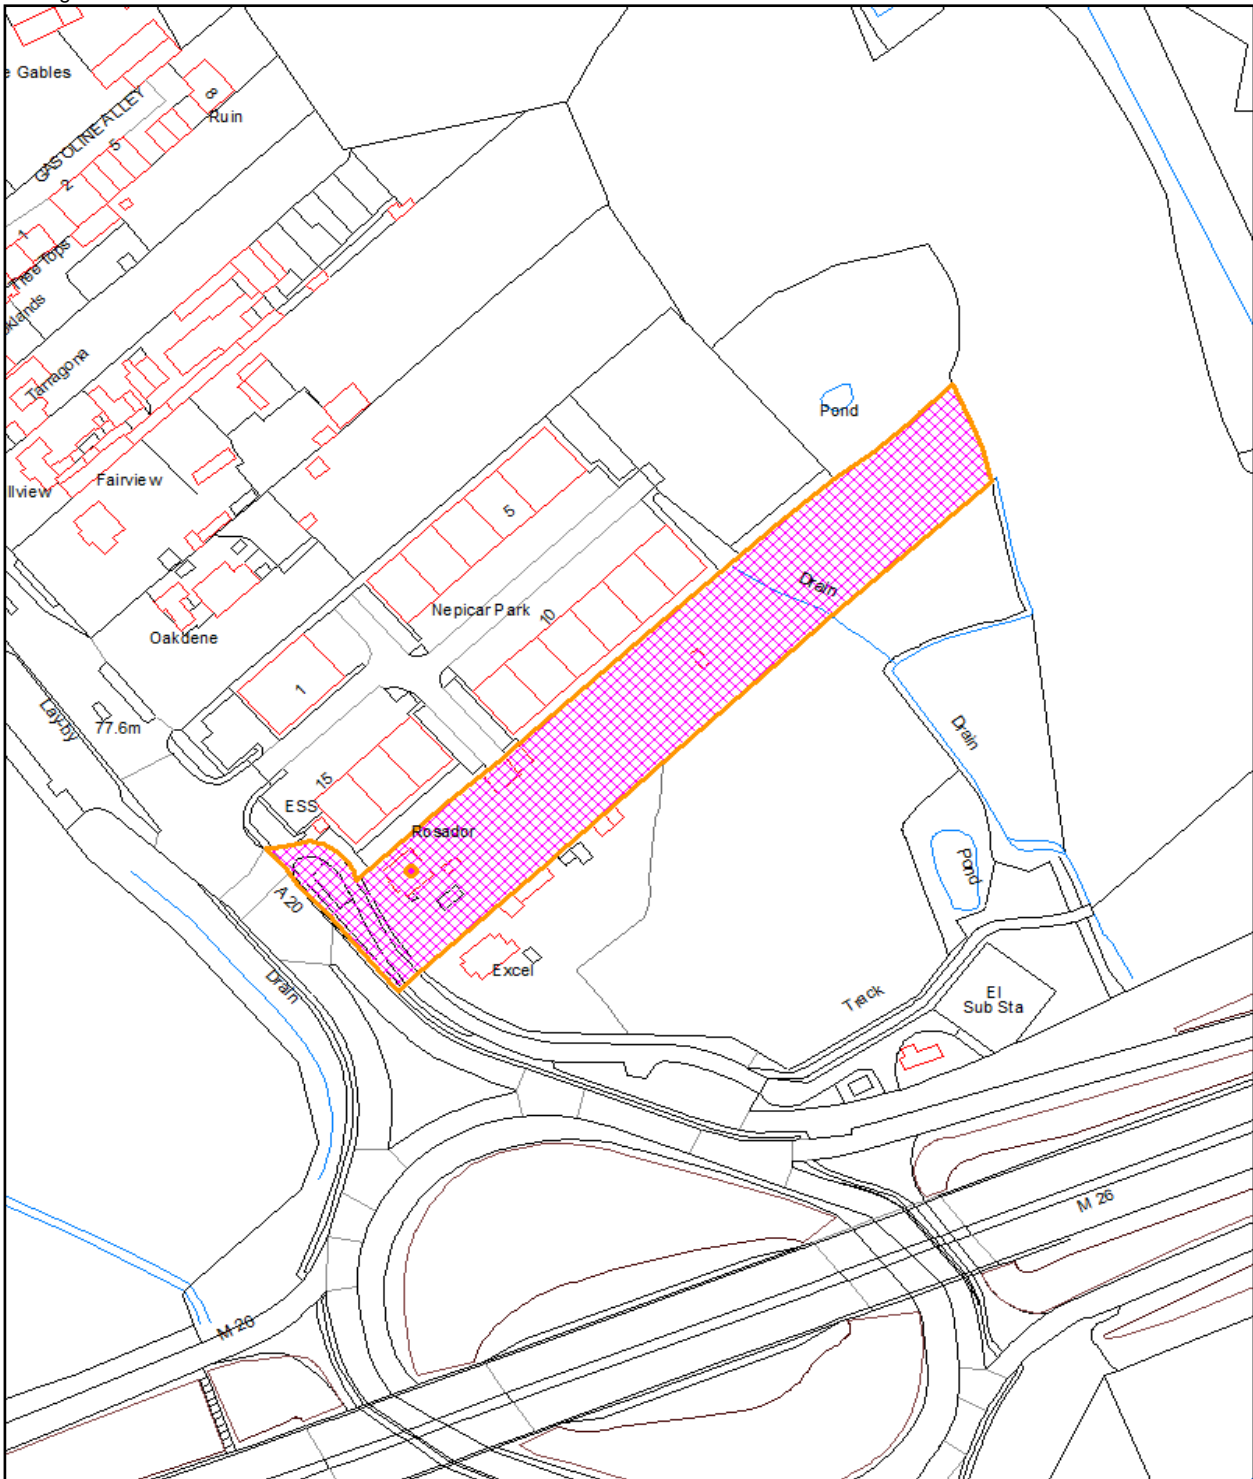 e Gables
8
Ruin
GASOLINE ALLEY
5
2
1
Tree Tops
oklands
Tarragona
llview
Fairview
Pond
5
Drain
Nepicar Park
10
Oakdene
1
Lay-by
77.6m
15
ESS
Rosador
Drain
Pond
A 20
Excel
Drain
Track
El
Sub Sta
M 26
M 20